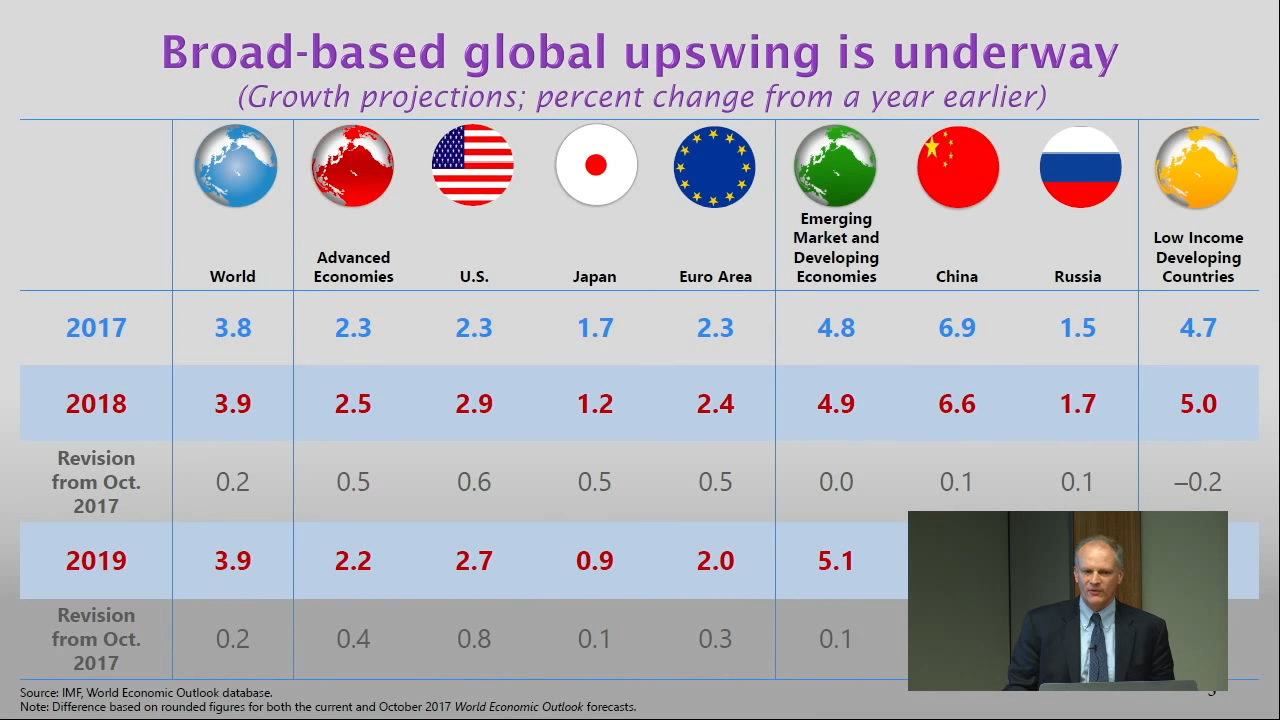 Broad-based global upswing is underway
(Growth projections; percent change from a year earlier)
World
Advanced
Economies
U.S.
Japan
Euro Area
Emerging
Market and
Developing
Economies
China
Russia
Low Income
Developing
Countries
2017 3.8 2.3 2.3 1.7 2.3 4.8 6.9 1.5 4.7
2018 3.9 2.5 2.9 1.2 2.4 4.9 6.6 1.7 5.0
Revision
from Oct.
2017
0.2 0.5 0.6 0.5 0.5 0.0 0.1 0.1 –0.2
2019 3.9 2.2 2.7 0.9 2.0 5.1
Revision
from Oct.
2017
0.2 0.4 0.8 0.1 0.3 0.1
Source: IMF, World Economic Outlook database.
Note: Difference based on rounded figures for both the current and October 2017 World Economic Outlook forecasts.